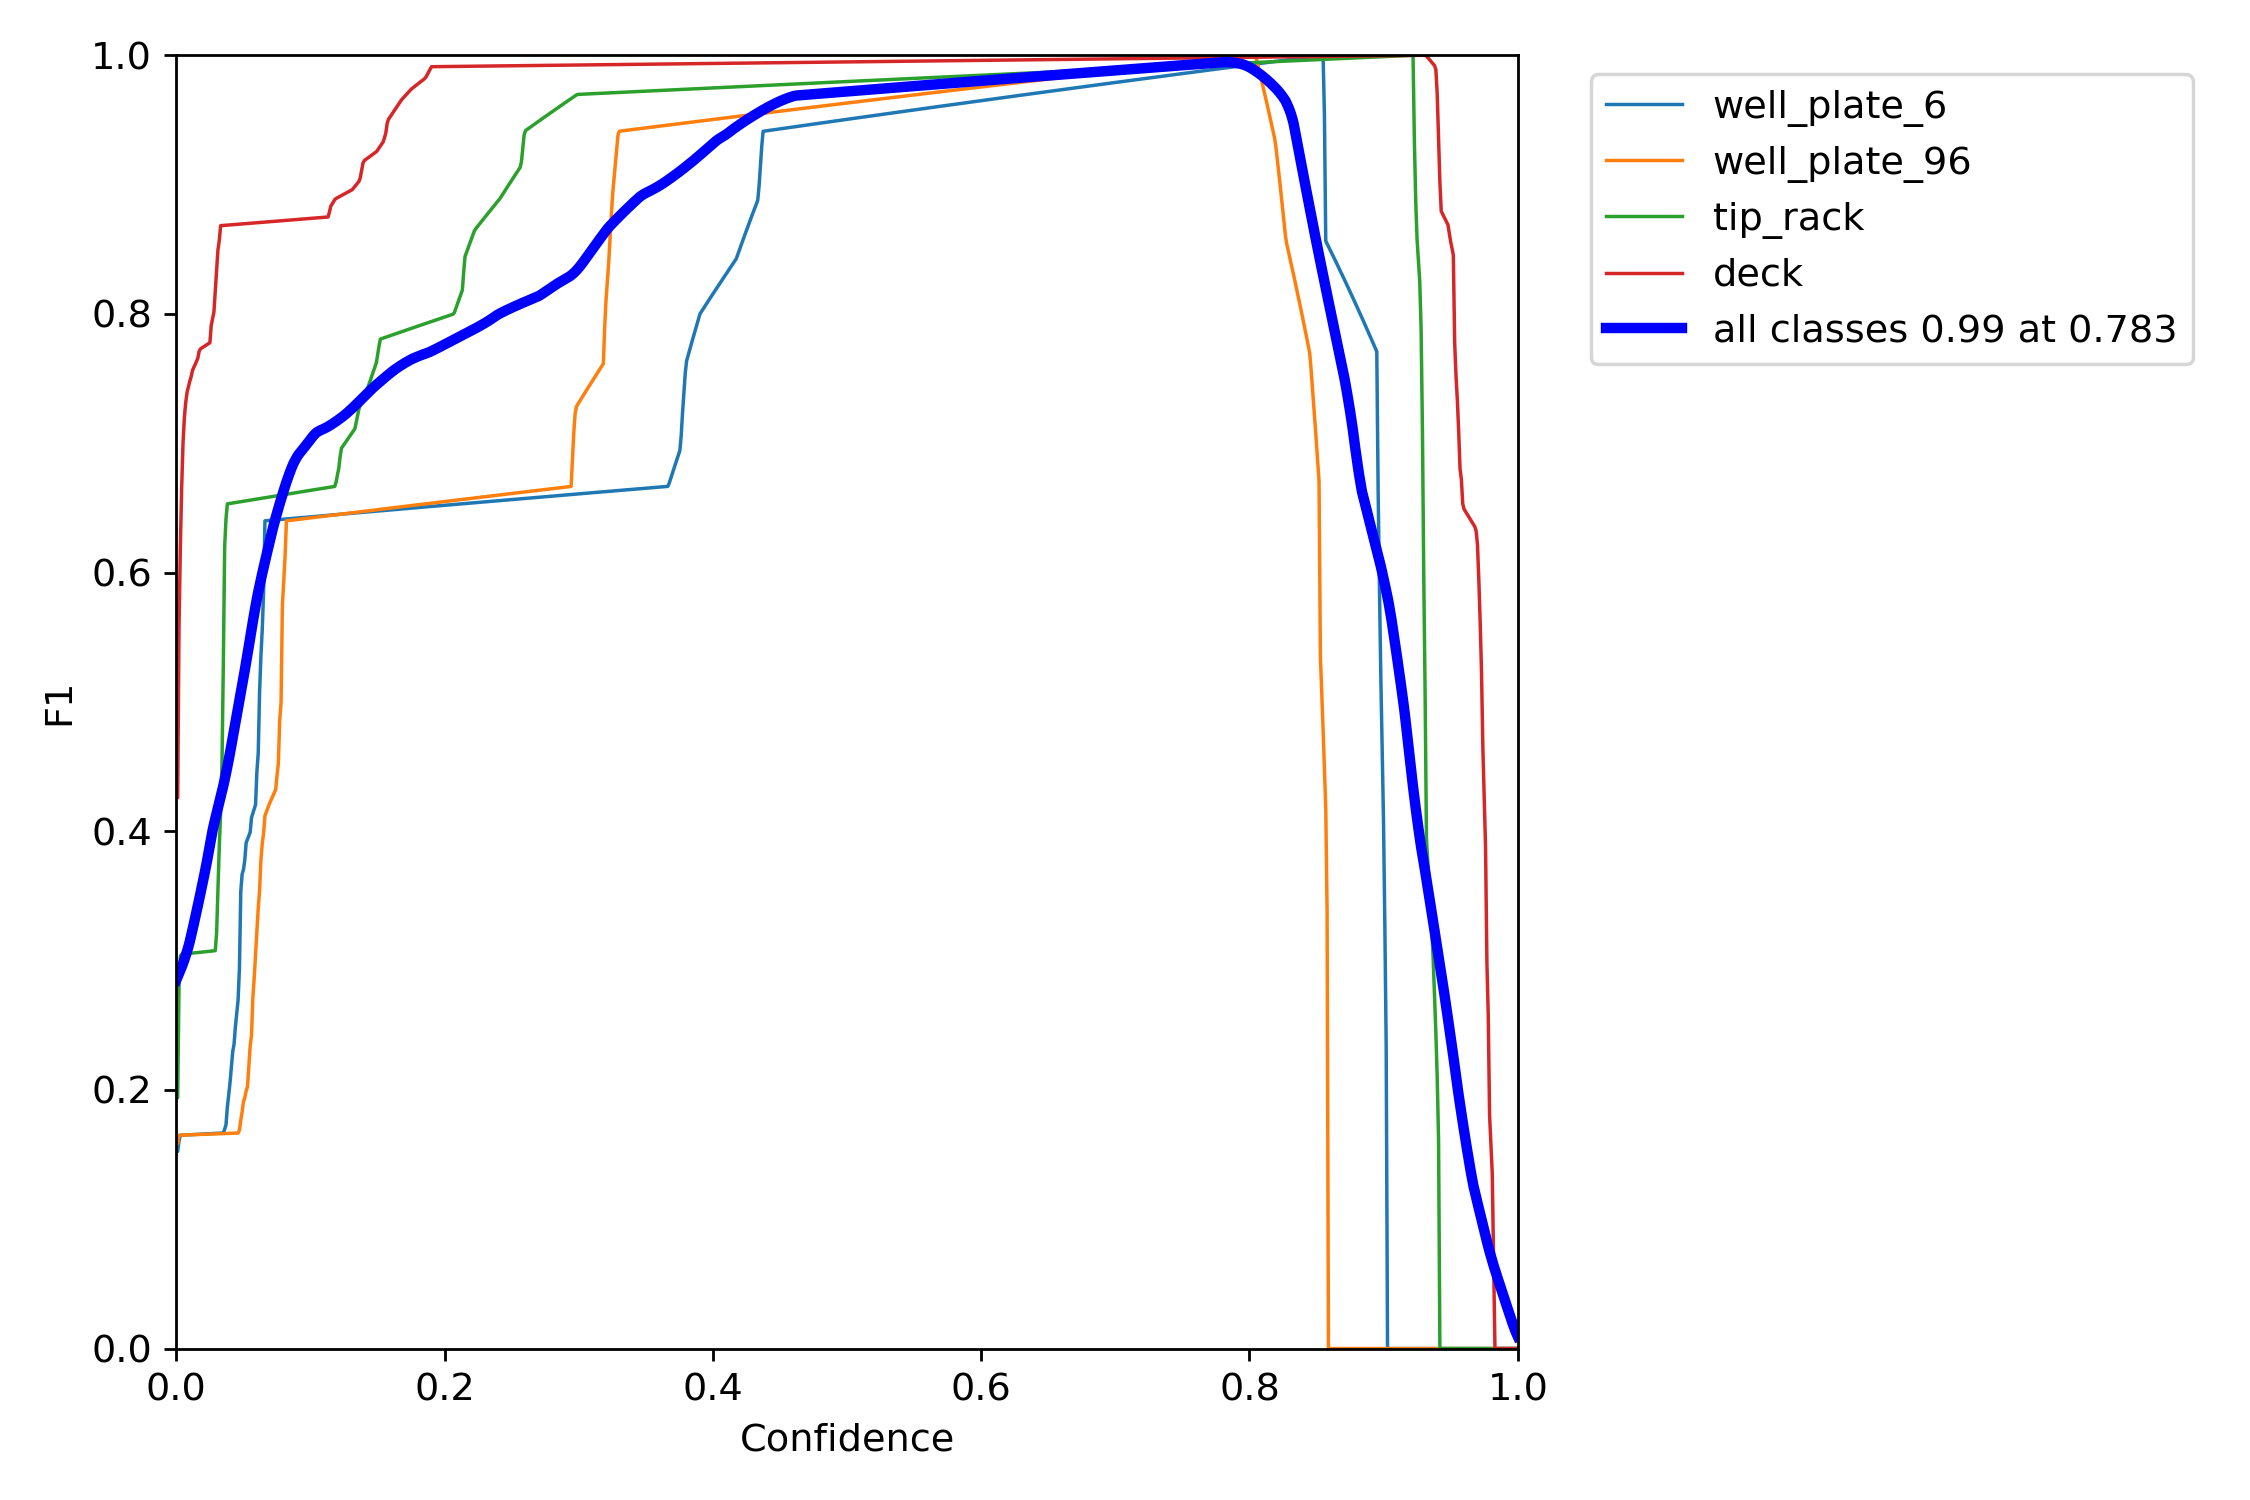 1.0
0.8
0.6
0.4
0.2
0.0
F1
0.0 0.2 0.4 0.6 0.8 1.0
Confidence
well_plate_6
well_plate_96
tip_rack
deck
all classes 0.99 at 0.783